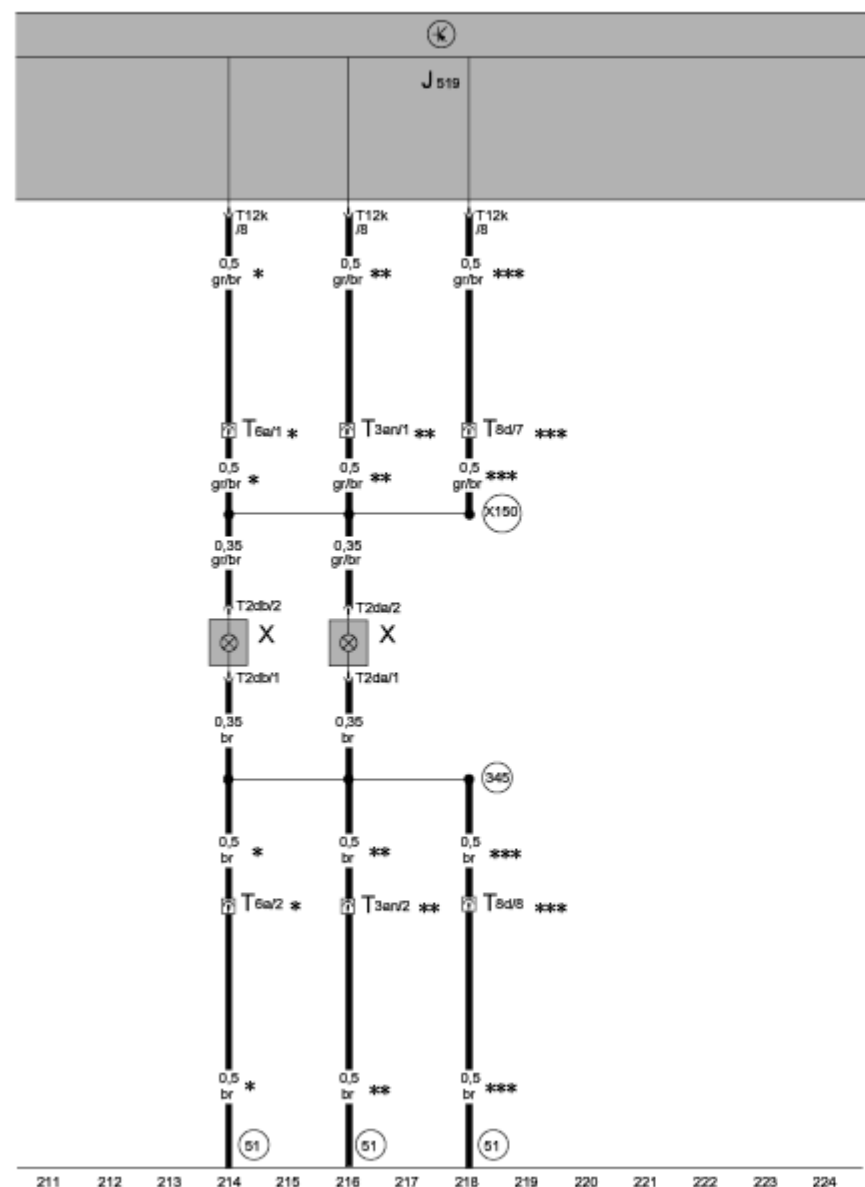 J 519
T12k T12k T12k
/8 /8 /8
0,5 0,5 0,5
gr/br * gr/br ** gr/br ***
T6a/1 * T3an/1 ** T8d/7 ***
0,5 0,5 0,5
gr/br * gr/br ** gr/br ***
X150
0,35 0,35
gr/br gr/br
T2db/2 T2da/2
X X
T2db/1 T2da/1
0,35 0,35
br br
345
0,5 0,5 0,5
br * br ** br ***
T6a/2 * T3an/2 ** T8d/8 ***
0,5 0,5 0,5
br * br ** br ***
51 51 51
211 212 213 214 215 216 217 218 219 220 221 222 223 224